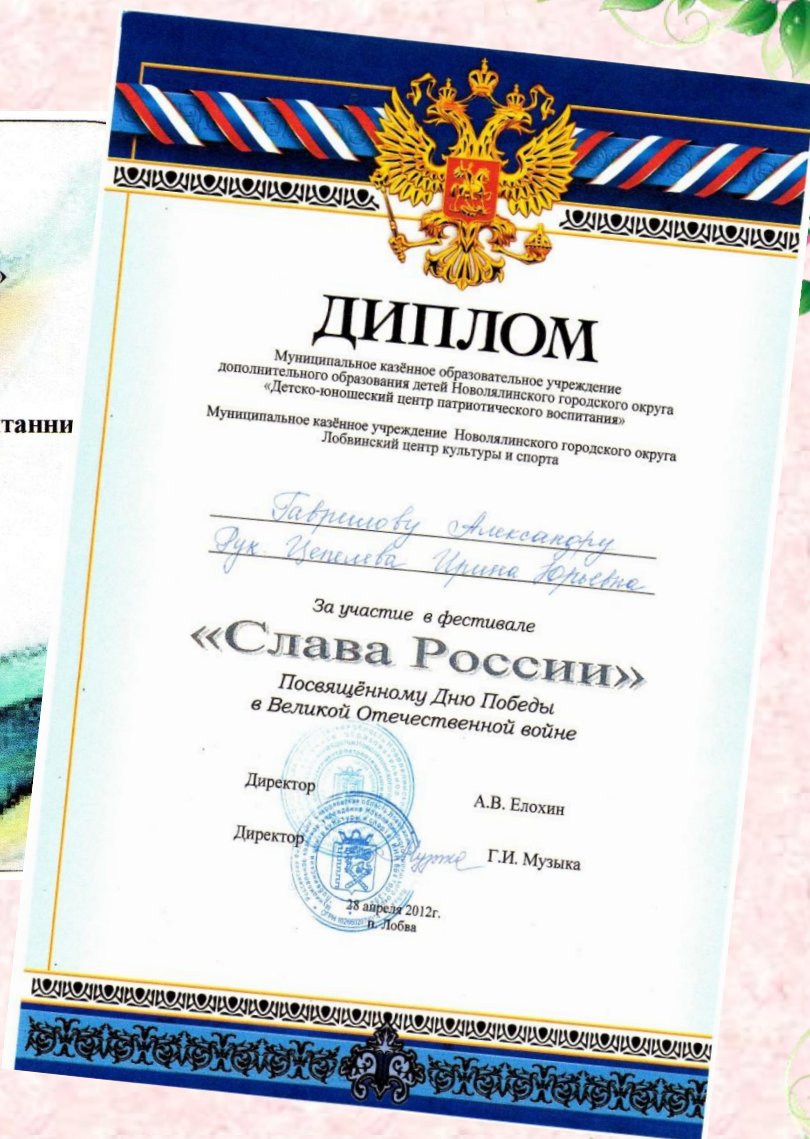 »
танни
ДИПЛОМ
Муниципальное казённое образовательное учреждение
дополнительного образования детей Новолялинского городского округа
«Детско-юношеский центр патриотического воспитания»
Муниципальное казённое учреждение Новолялинского городского округа
Лобвинский центр культуры и спорта
Гаврилову Александру
Рук. Цепелева Ирина Юрьевна
За участие в фестивале
«Слава России»
Посвящённому Дню Победы
в Великой Отечественной войне
Директор А.В. Елохин
Директор Г.И. Музыка
28 апреля 2012г.
п. Лобва